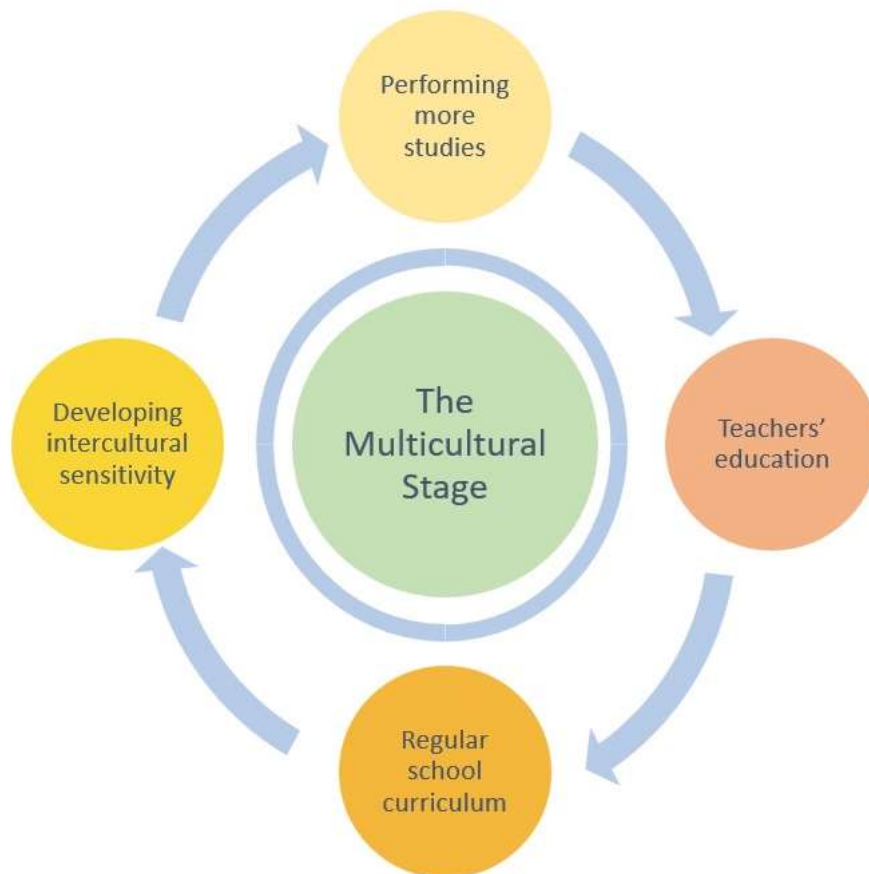 Performing
more
studies
Teachers’
education
Regular
school
curriculum
Developing
intercultural
sensitivity
The
Multicultural
Stage